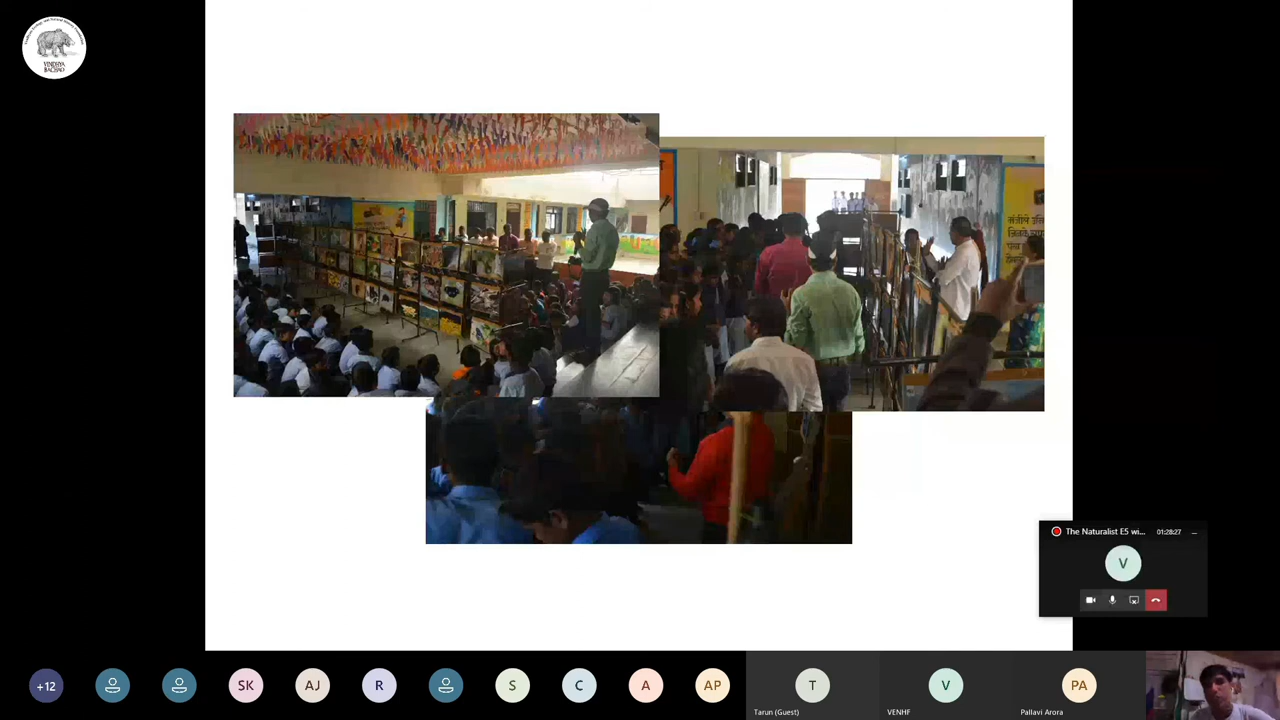 VINDHYA
BACHAO
The Naturalist E5 wi...
01:28:27
V
+12
SK
AJ
R
S
C
A
AP
T
V
PA
Tarun (Guest)
VENHF
Pallavi Arora